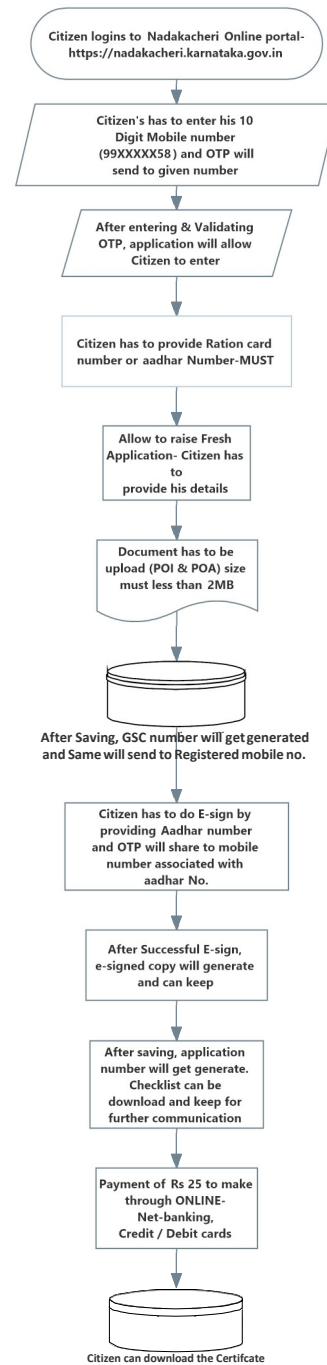 Citizen logins to Nadakacheri Online portal-
https://nadakacheri.karnataka.gov.in
Citizen's has to enter his 10
Digit Mobile number
(99XXXXX58) and OTP will
send to given number
After entering & Validating
OTP, application will allow
Citizen to enter
Citizen has to provide Ration card
number or aadhar Number-MUST
Allow to raise Fresh
Application- Citizen has
to
provide his details
Document has to be
upload (POI & POA) size
must less than 2MB
After Saving, GSC number will get generated
and Same will send to Registered mobile no.
Citizen has to do E-sign by
providing Aadhar number
and OTP will share to mobile
number associated with
aadhar No.
After Successful E-sign,
e-signed copy will generate
and can keep
After saving, application
number will get generate.
Checklist can be
download and keep for
further communication
Payment of Rs 25 to make
through ONLINE-
Net-banking,
Credit / Debit cards
Citizen can download the Certifcate